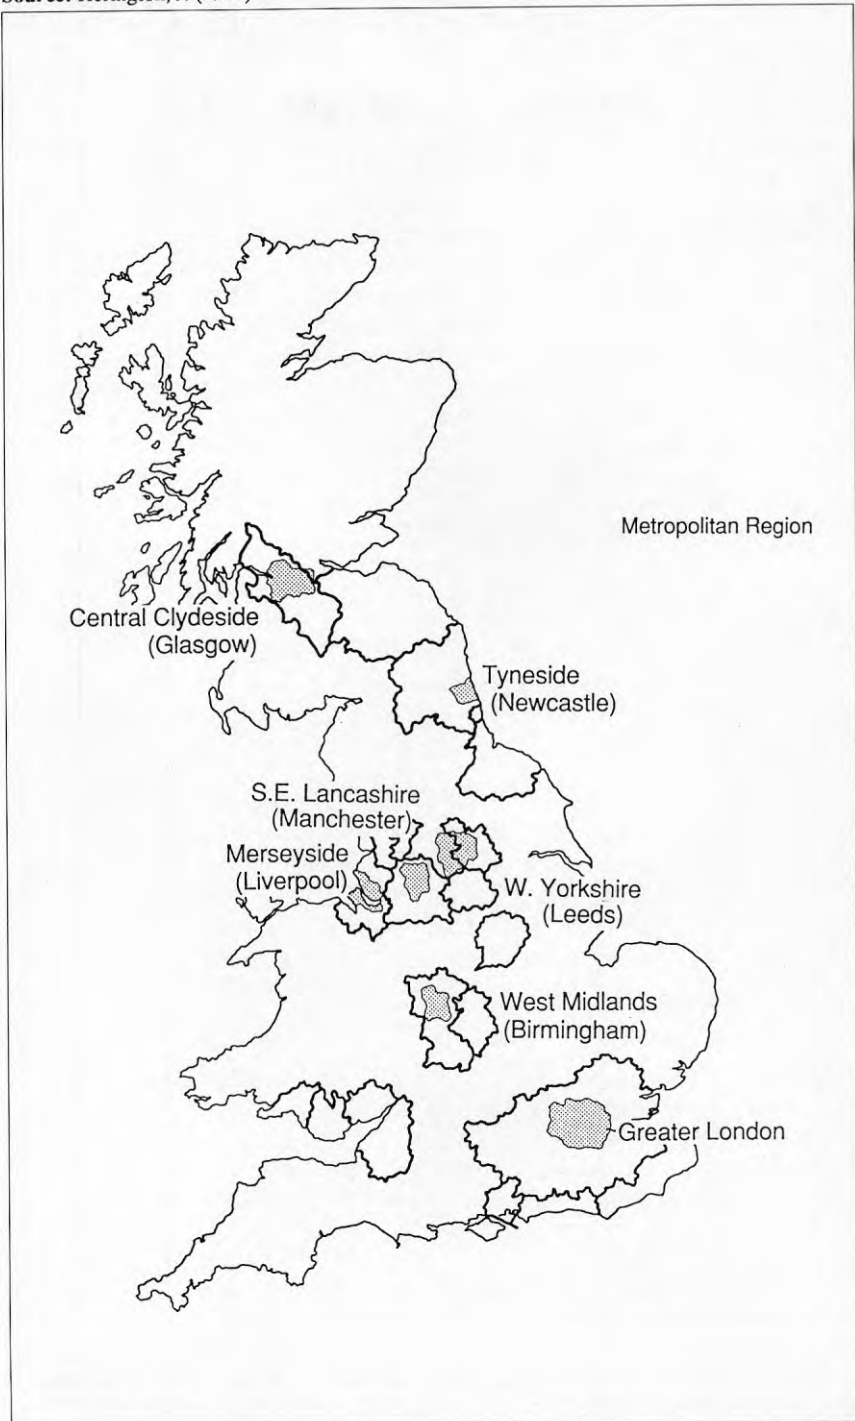 Metropolitan Region
Central Clydeside
(Glasgow)
Tyneside
(Newcastle)
S.E. Lancashire
(Manchester)
Merseyside
(Liverpool)
W. Yorkshire
(Leeds)
West Midlands
(Birmingham)
Greater London